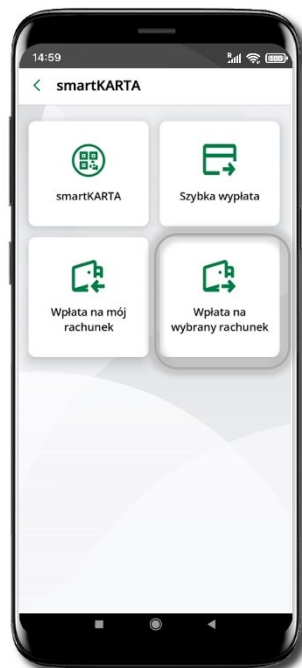 14:59
smartKARTA
smartKARTA
Szybka wypłata
Wpłata na mój
rachunek
Wpłata na
wybrany rachunek